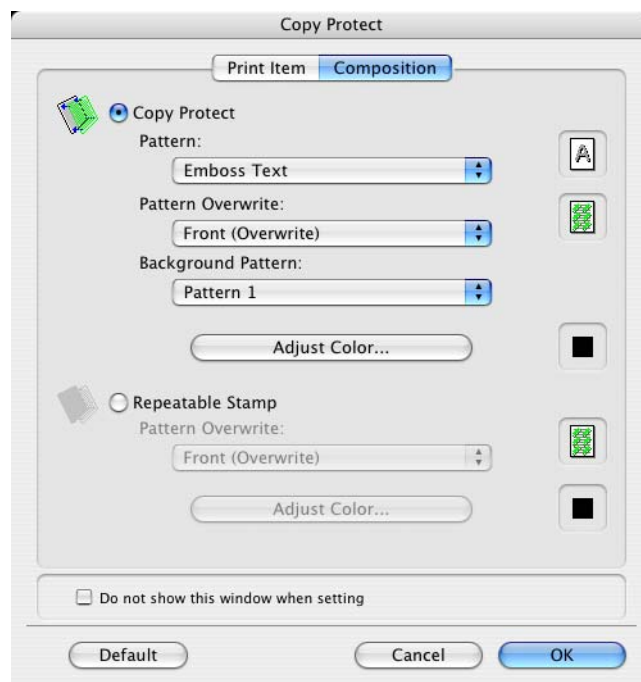 Copy Protect
Print Item Composition
Copy Protect
Pattern:
Emboss Text
A
Pattern Overwrite:
Front (Overwrite)
Background Pattern:
Pattern 1
Adjust Color...
Repeatable Stamp
Pattern Overwrite:
Front (Overwrite)
Adjust Color...
Do not show this window when setting
Default Cancel OK